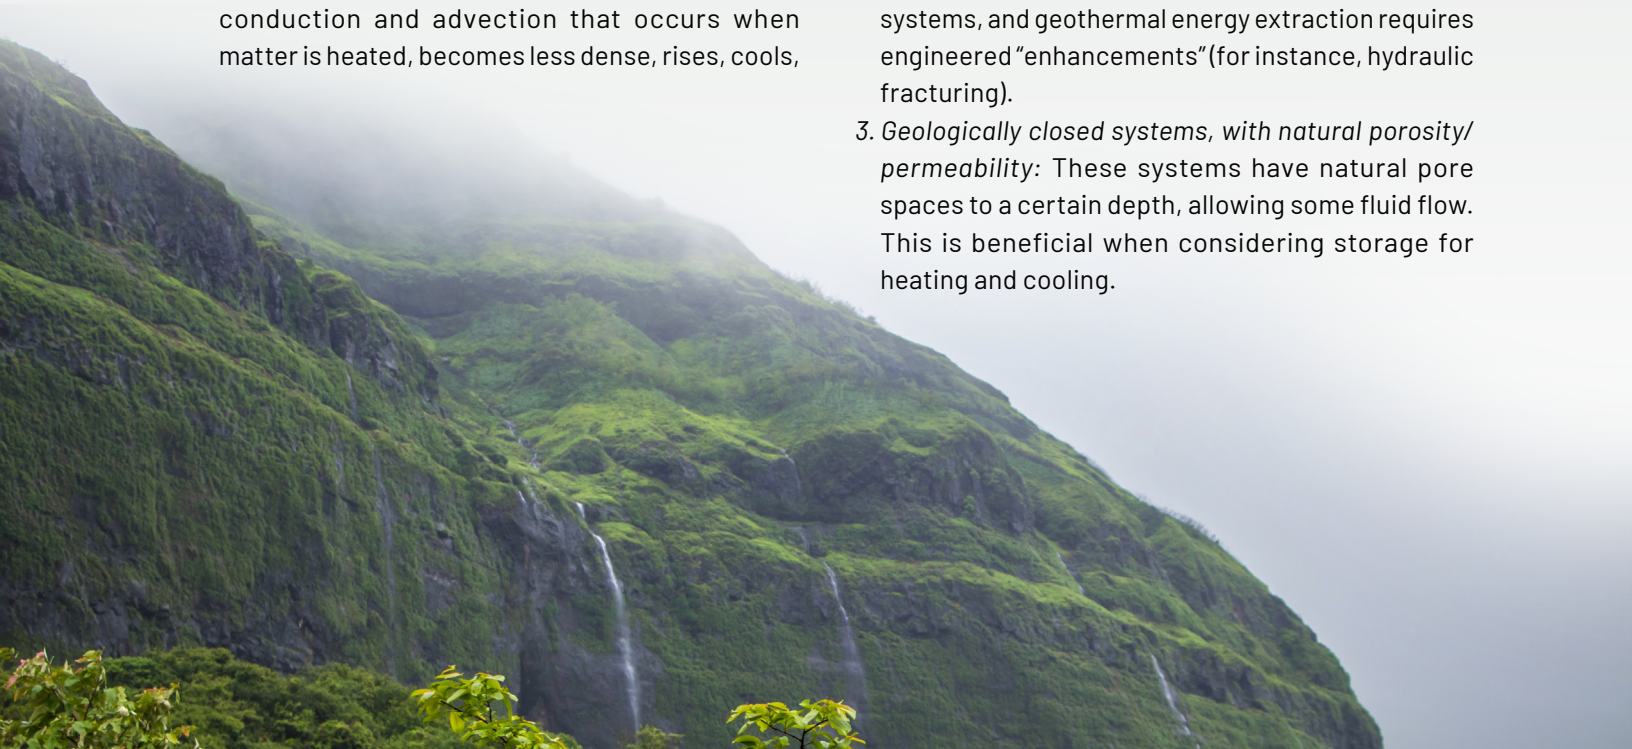 conduction and advection that occurs when
matter is heated, becomes less dense, rises, cools,
systems, and geothermal energy extraction requires
engineered “enhancements” (for instance, hydraulic
fracturing).
3. Geologically closed systems, with natural porosity/
permeability: These systems have natural pore
spaces to a certain depth, allowing some fluid flow.
This is beneficial when considering storage for
heating and cooling.